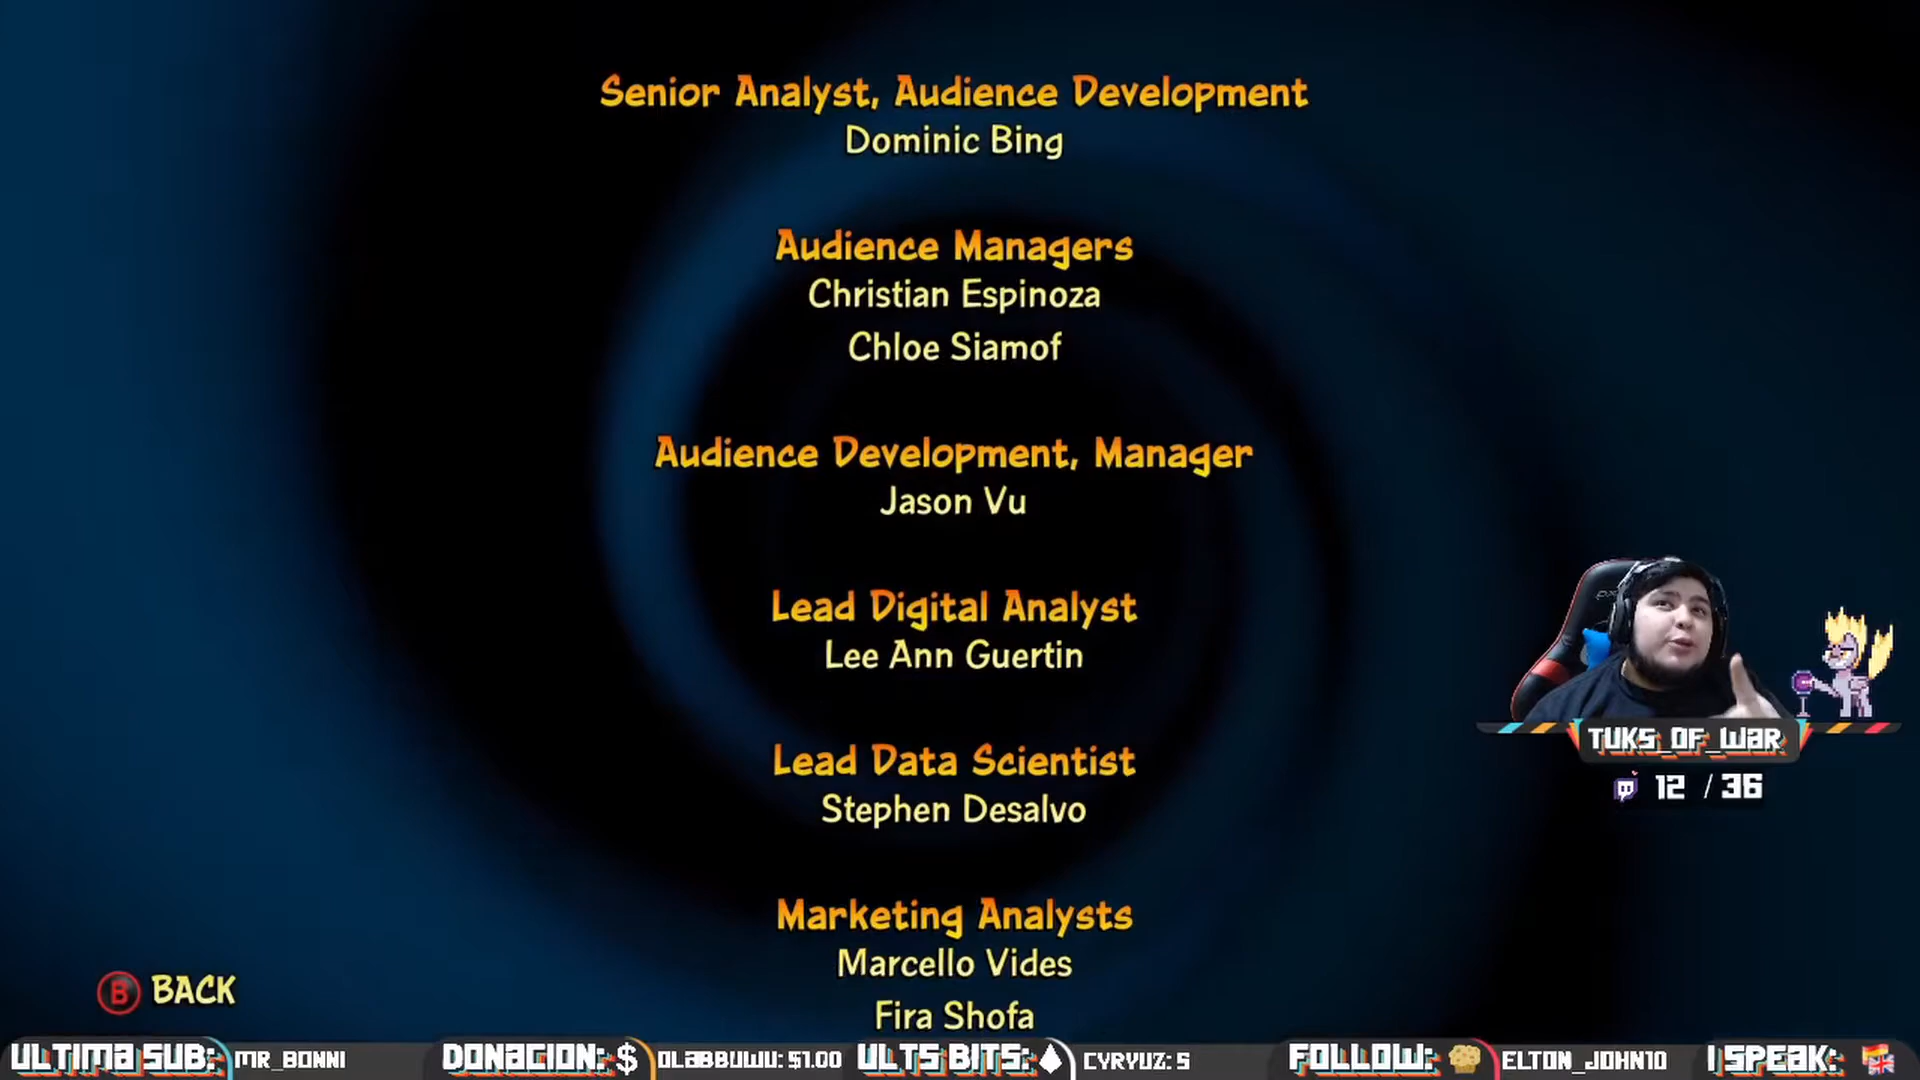 Senior Analyst, Audience Development
Dominic Bing
Audience Managers
Christian Espinoza
Chloe Siamof
Audience Development, Manager
Jason Vu
Lead Digital Analyst
Lee Ann Guertin
Lead Data Scientist
Stephen Desalvo
Marketing Analysts
Marcello Vides
Fira Shofa
B BACK
TUKS_OF_WAR
12 / 36
ULTIMA SUB: MR_BONNI DONACION: $ OLABBUWU: $1.00 ULTS BITS: CYRYUZ: 5 FOLLOW: ELTON_JOHN10 I SPEAK: